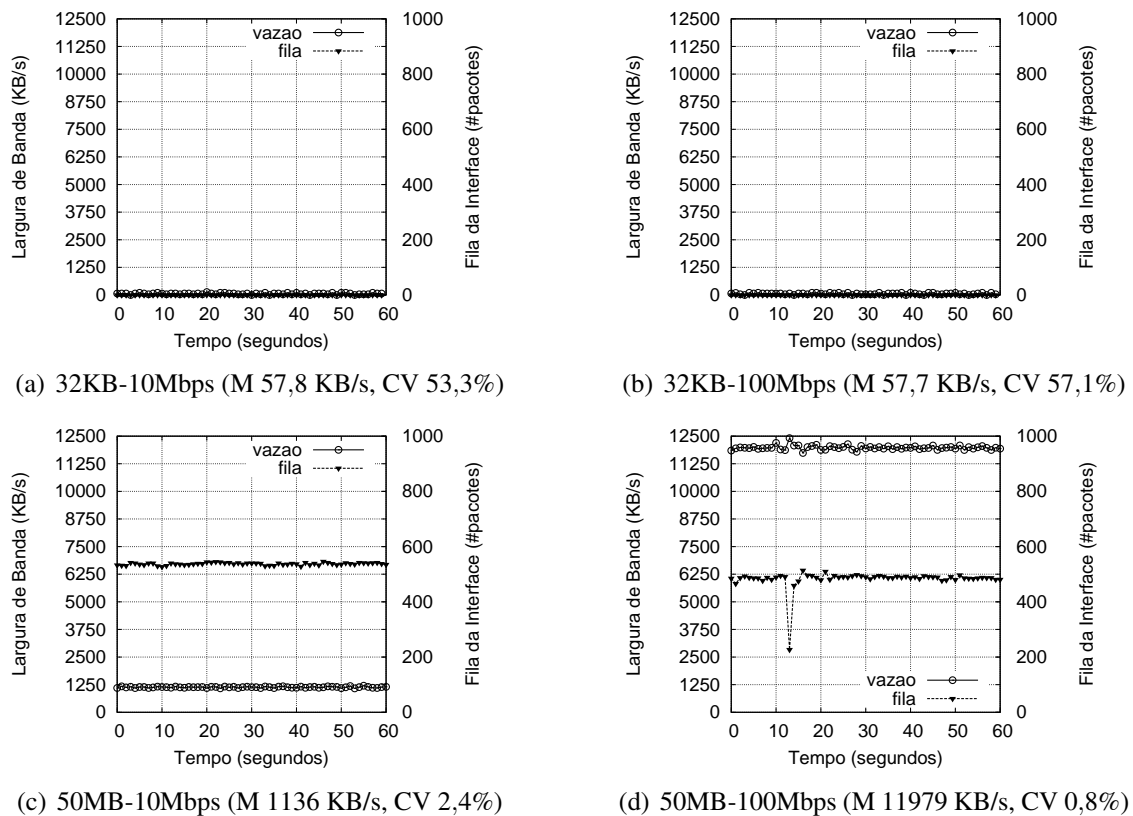 12500
11250
10000
8750
7500
6250
5000
3750
2500
1250
0
Largura de Banda (KB/s)
vazao
fila
1000
800
600
400
200
0
Fila da Interface (#pacotes)
0 10 20 30 40 50 60
Tempo (segundos)
(a) 32KB-10Mbps (M 57,8 KB/s, CV 53,3%)
12500
11250
10000
8750
7500
6250
5000
3750
2500
1250
0
Largura de Banda (KB/s)
vazao
fila
1000
800
600
400
200
0
Fila da Interface (#pacotes)
0 10 20 30 40 50 60
Tempo (segundos)
(b) 32KB-100Mbps (M 57,7 KB/s, CV 57,1%)
12500
11250
10000
8750
7500
6250
5000
3750
2500
1250
0
Largura de Banda (KB/s)
vazao
fila
1000
800
600
400
200
0
Fila da Interface (#pacotes)
0 10 20 30 40 50 60
Tempo (segundos)
(c) 50MB-10Mbps (M 1136 KB/s, CV 2,4%)
12500
11250
10000
8750
7500
6250
5000
3750
2500
1250
0
Largura de Banda (KB/s)
vazao
fila
1000
800
600
400
200
0
Fila da Interface (#pacotes)
0 10 20 30 40 50 60
Tempo (segundos)
(d) 50MB-100Mbps (M 11979 KB/s, CV 0,8%)